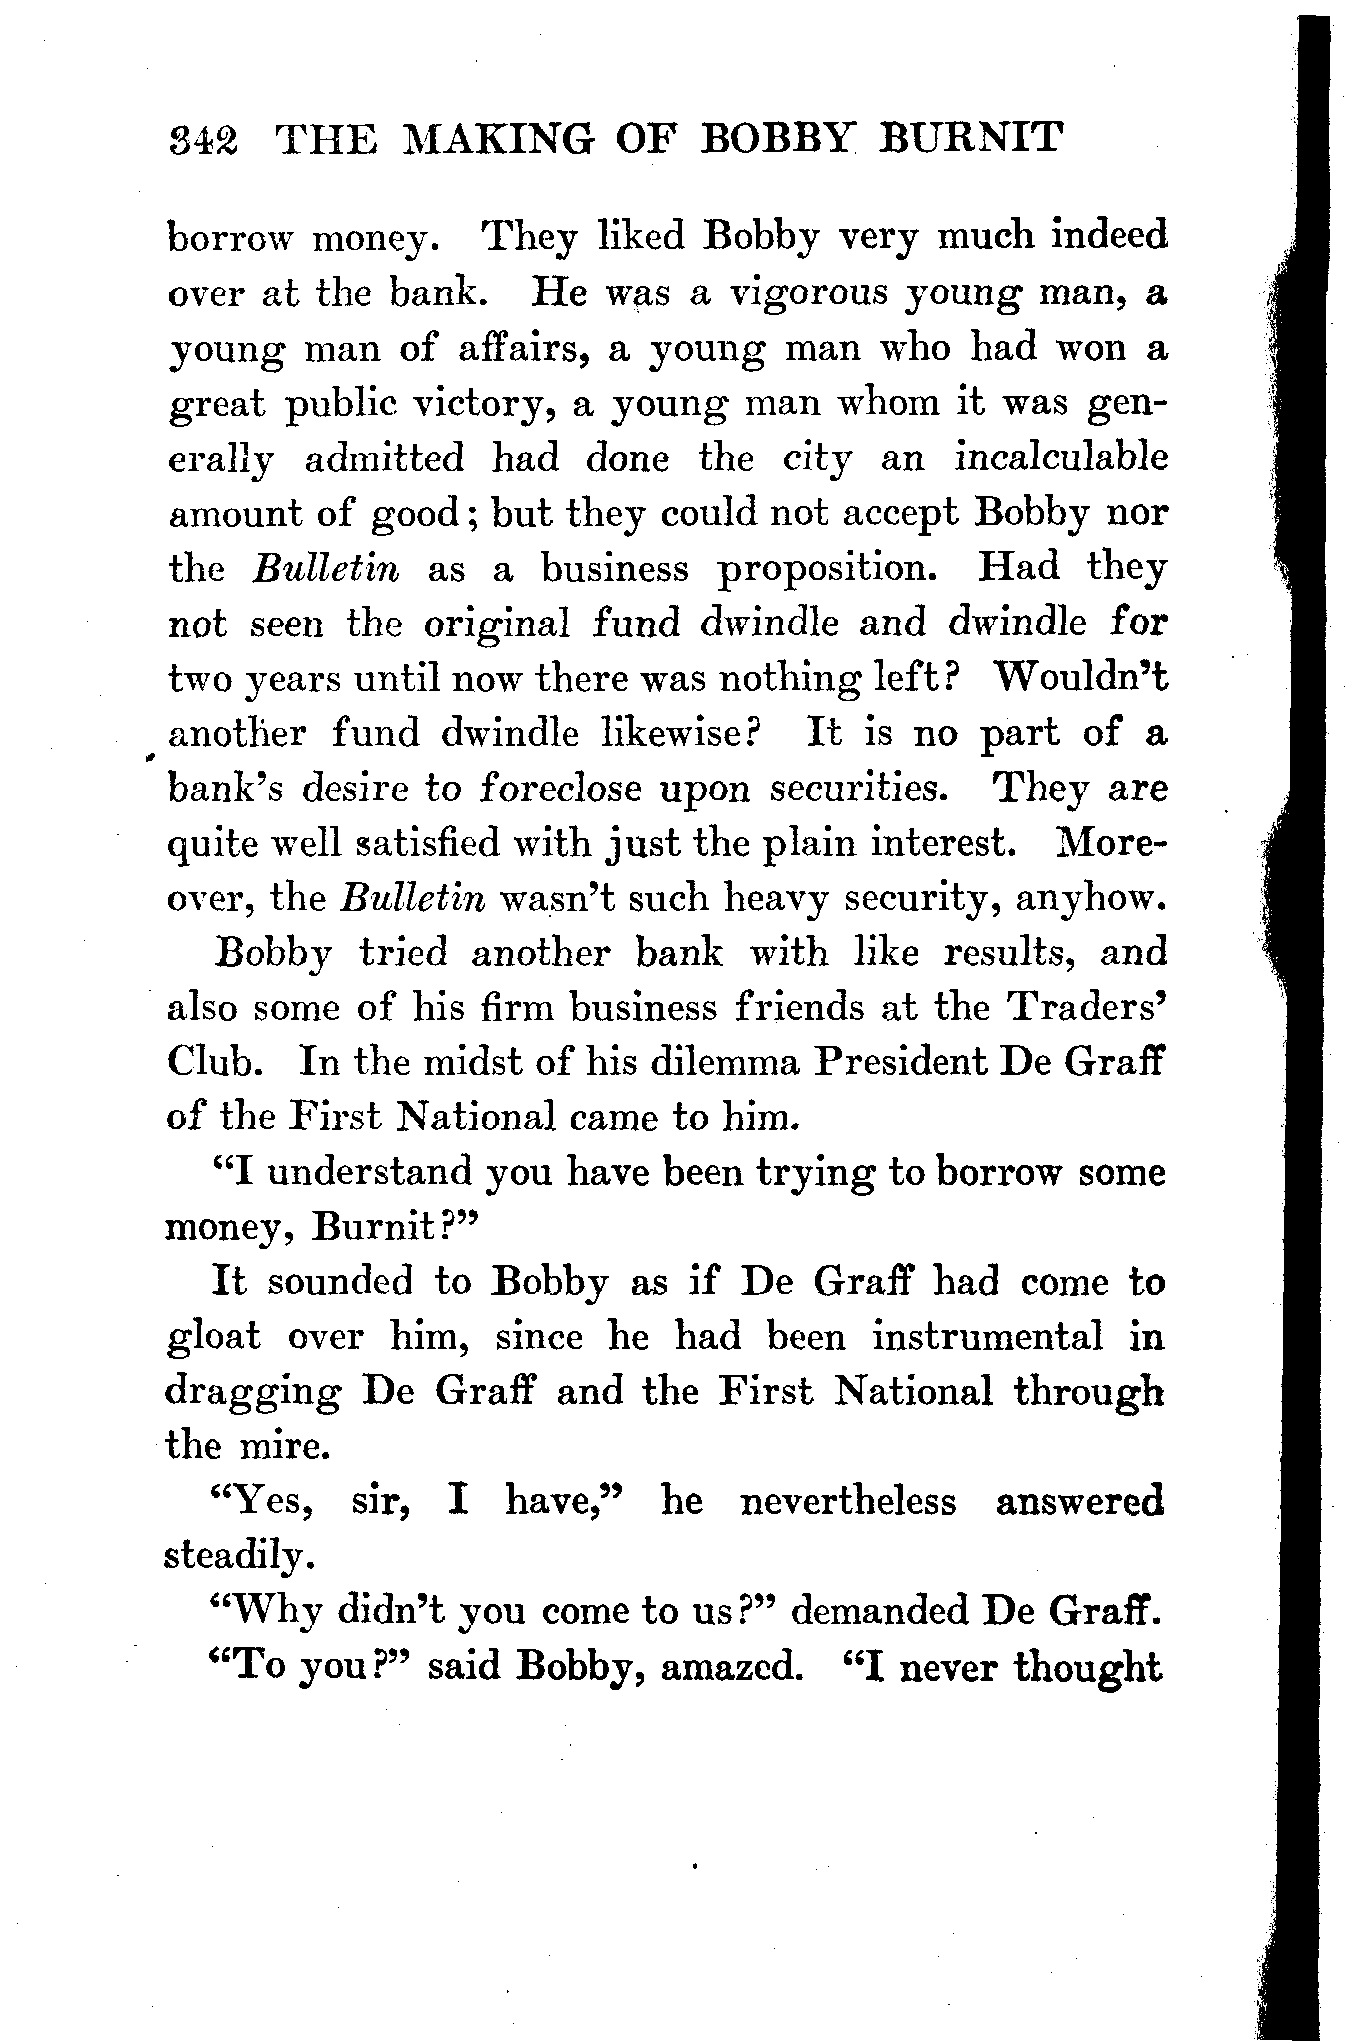 342 THE MAKING OF BOBBY BURNIT
borrow money. They liked Bobby very much indeed
over at the bank. He was a vigorous young man, a
young man of affairs, a young man who had won a
great public victory, a young man whom it was gen-
erally admitted had done the city an incalculable
amount of good; but they could not accept Bobby nor
the Bulletin as a business proposition. Had they
not seen the original fund dwindle and dwindle for
two years until now there was nothing left? Wouldn't
another fund dwindle likewise? It is no part of a
bank's desire to foreclose upon securities. They are
quite well satisfied with just the plain interest. More-
over, the Bulletin wasn't such heavy security, anyhow.
Bobby tried another bank with like results, and
also some of his firm business friends at the Traders'
Club. In the midst of his dilemma President De Graff
of the First National came to him.
"I understand you have been trying to borrow some
money, Burnit?"
It sounded to Bobby as if De Graff had come to
gloat over him, since he had been instrumental in
dragging De Graff and the First National through
the mire.
"Yes, sir, I have," he nevertheless answered
steadily.
"Why didn't you come to us?" demanded De Graff.
"To you?" said Bobby, amazed. "I never thought